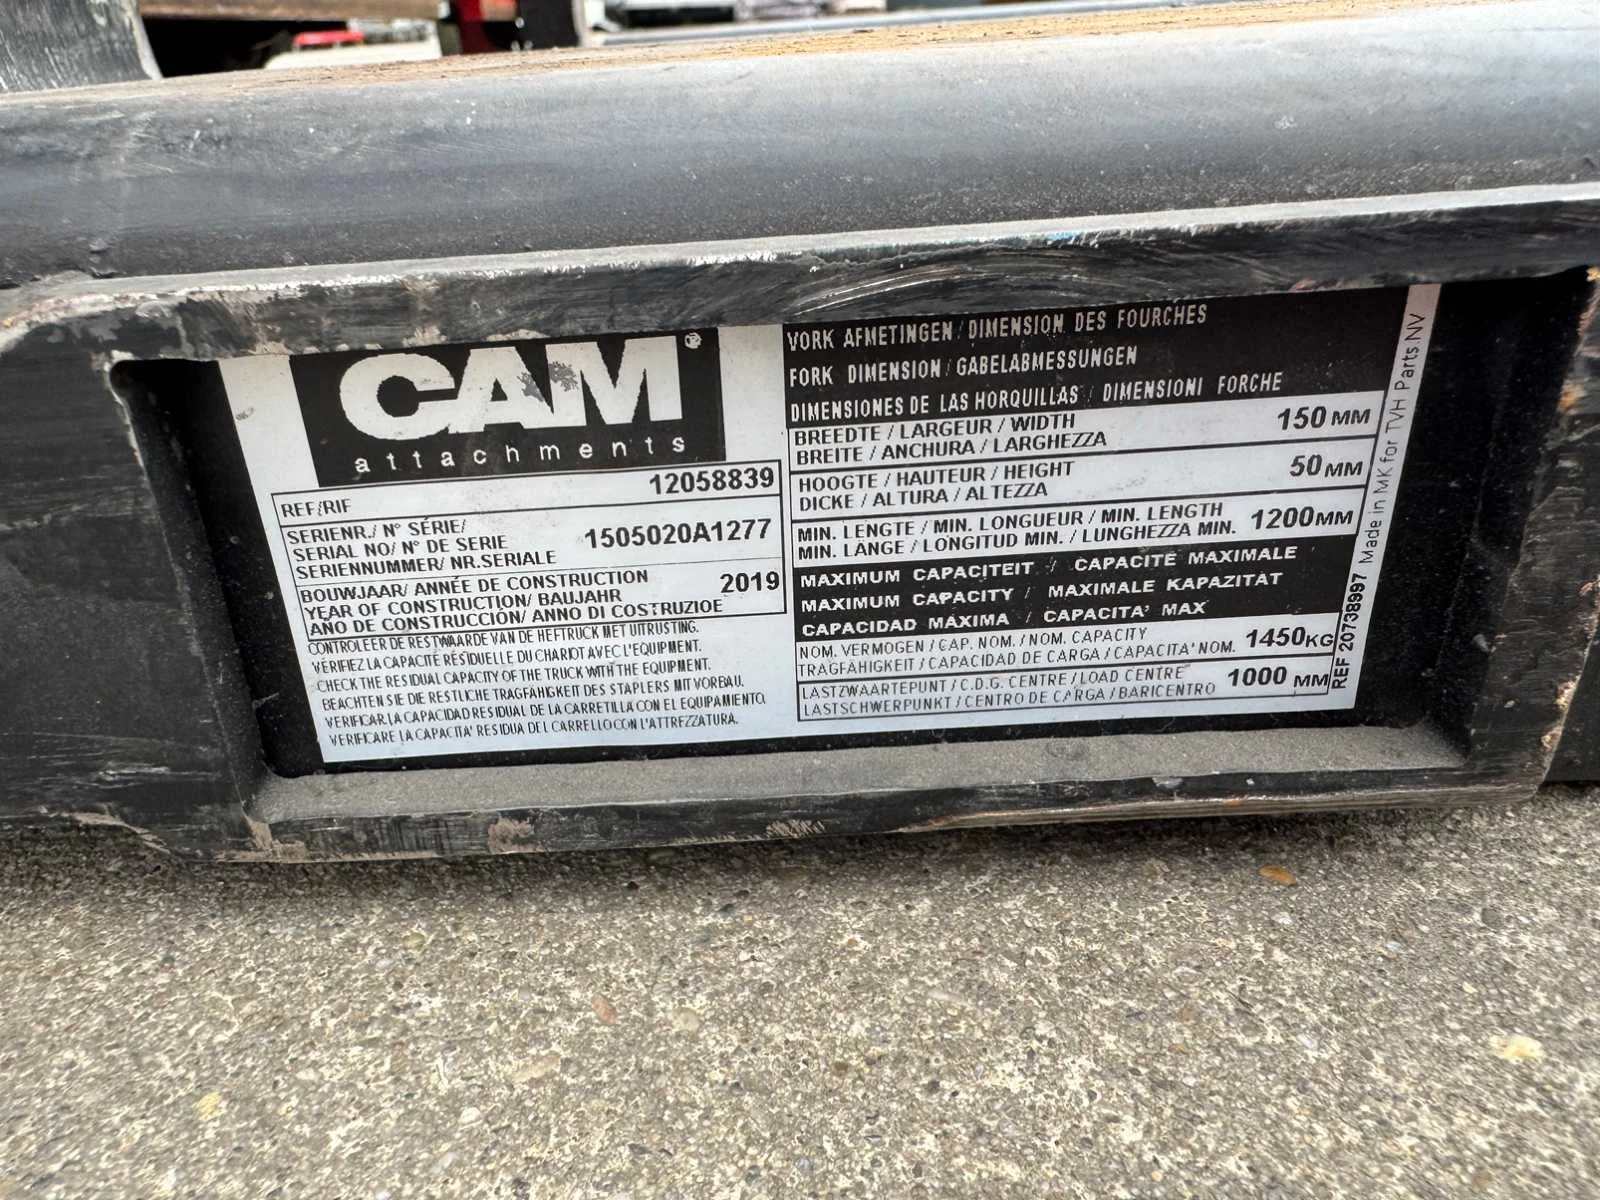 CAM®
attachments
REF/RIF 12058839
SERIENR./ N° SÉRIE/
SERIAL NO/ N° DE SERIE 1505020A1277
SERIENNUMMER/ NR.SERIALE
BOUWJAAR/ ANNÉE DE CONSTRUCTION
YEAR OF CONSTRUCTION/ BAUJAHR 2019
AÑO DE CONSTRUCCIÓN/ ANNO DI COSTRUZIOE
CONTROLEER DE RESTWAARDE VAN DE HEFTRUCK MET UITRUSTING.
VÉRIFIEZ LA CAPACITÉ RÉSIDUELLE DU CHARIOT AVEC L'EQUIPMENT.
CHECK THE RESIDUAL CAPACITY OF THE TRUCK WITH THE EQUIPMENT.
BEACHTEN SIE DIE RESTLICHE TRAGFÄHIGKEIT DES STAPLERS MIT VORBAU.
VERIFICAR LA CAPACIDAD RESIDUAL DE LA CARRETILLA CON EL EQUIPAMIENTO.
VERIFICARE LA CAPACITA' RESIDUA DEL CARRELLO CON L'ATTREZZATURA.
VORK AFMETINGEN / DIMENSION DES FOURCHES
FORK DIMENSION / GABELABMESSUNGEN
DIMENSIONES DE LAS HORQUILLAS / DIMENSIONI FORCHE
BREEDTE / LARGEUR / WIDTH 150 MM
BREITE / ANCHURA / LARGHEZZA
HOOGTE / HAUTEUR / HEIGHT 50 MM
DICKE / ALTURA / ALTEZZA
MIN. LENGTE / MIN. LONGUEUR / MIN. LENGTH 1200 MM
MIN. LÄNGE / LONGITUD MIN. / LUNGHEZZA MIN.
MAXIMUM CAPACITEIT / CAPACITE MAXIMALE
MAXIMUM CAPACITY / MAXIMALE KAPAZITÄT
CAPACIDAD MÁXIMA / CAPACITA' MAX
NOM. VERMOGEN / CAP. NOM. / NOM. CAPACITY 1450KG
TRAGFÄHIGKEIT / CAPACIDAD DE CARGA / CAPACITA' NOM.
LASTZWAARTEPUNT / C.D.G. CENTRE / LOAD CENTRE 1000 MM
LASTSCHWERPUNKT / CENTRO DE CARGA / BARICENTRO
REF 20738997 Made in MK for TVH Parts NV